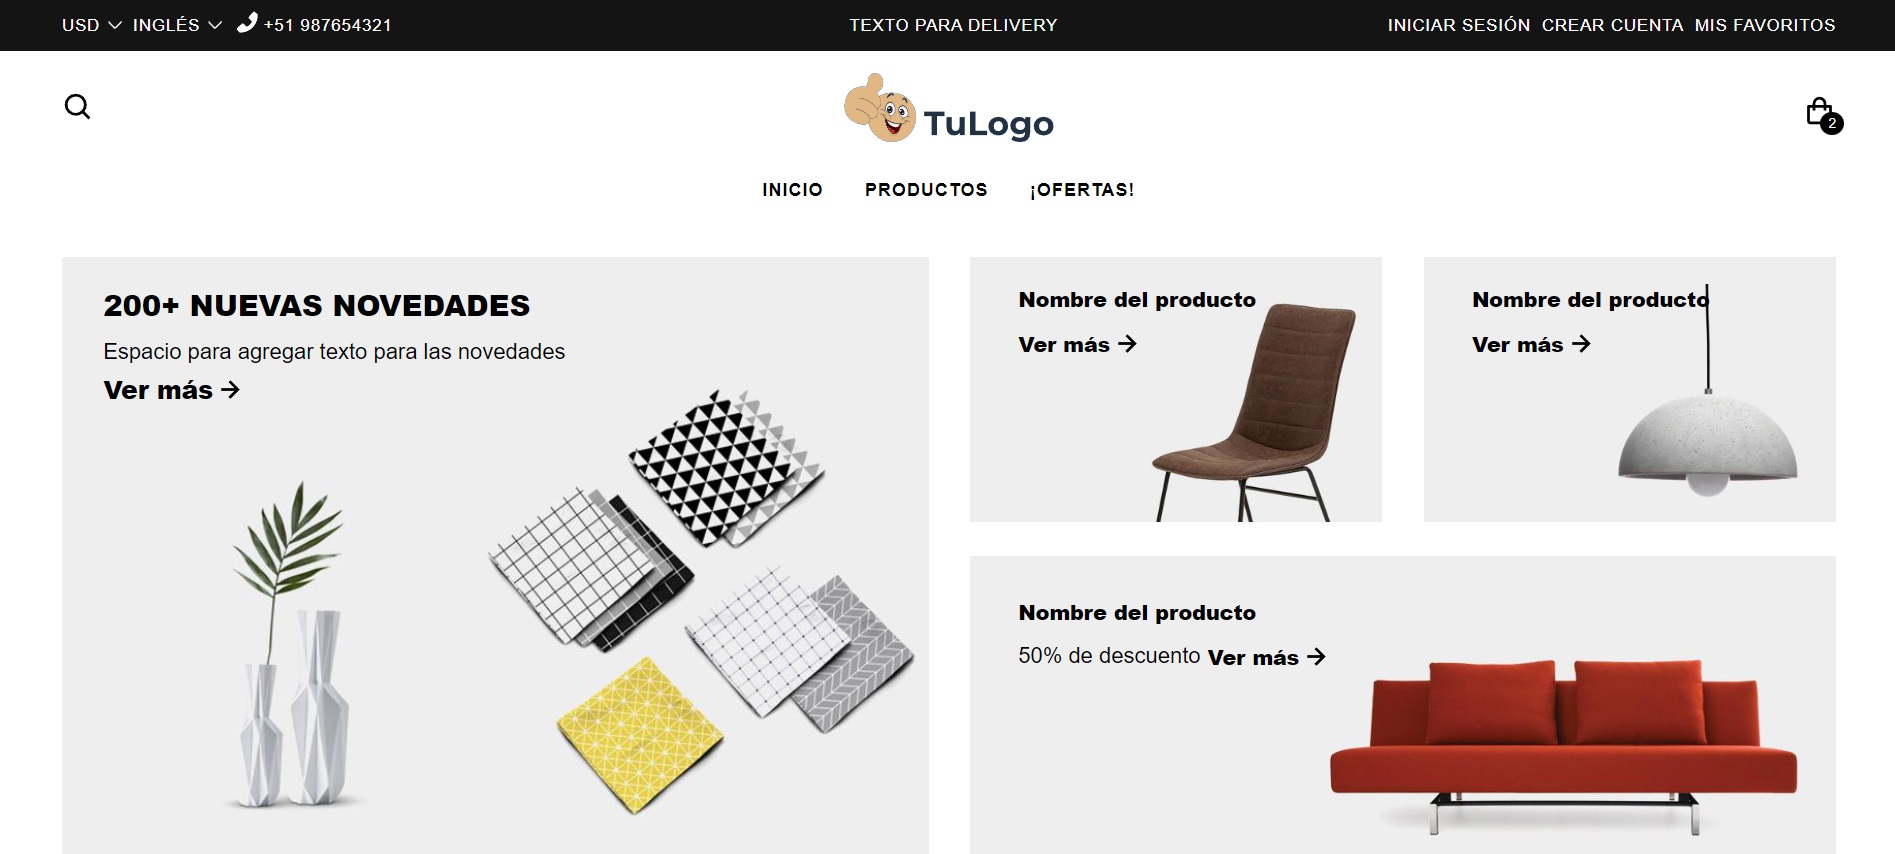 USD INGLÉS +51 987654321 TEXTO PARA DELIVERY INICIAR SESIÓN CREAR CUENTA MIS FAVORITOS
TuLogo
2
INICIO PRODUCTOS ¡OFERTAS!
200+ NUEVAS NOVEDADES
Espacio para agregar texto para las novedades
Ver más →
Nombre del producto
Ver más →
Nombre del producto
Ver más →
Nombre del producto
50% de descuento Ver más →